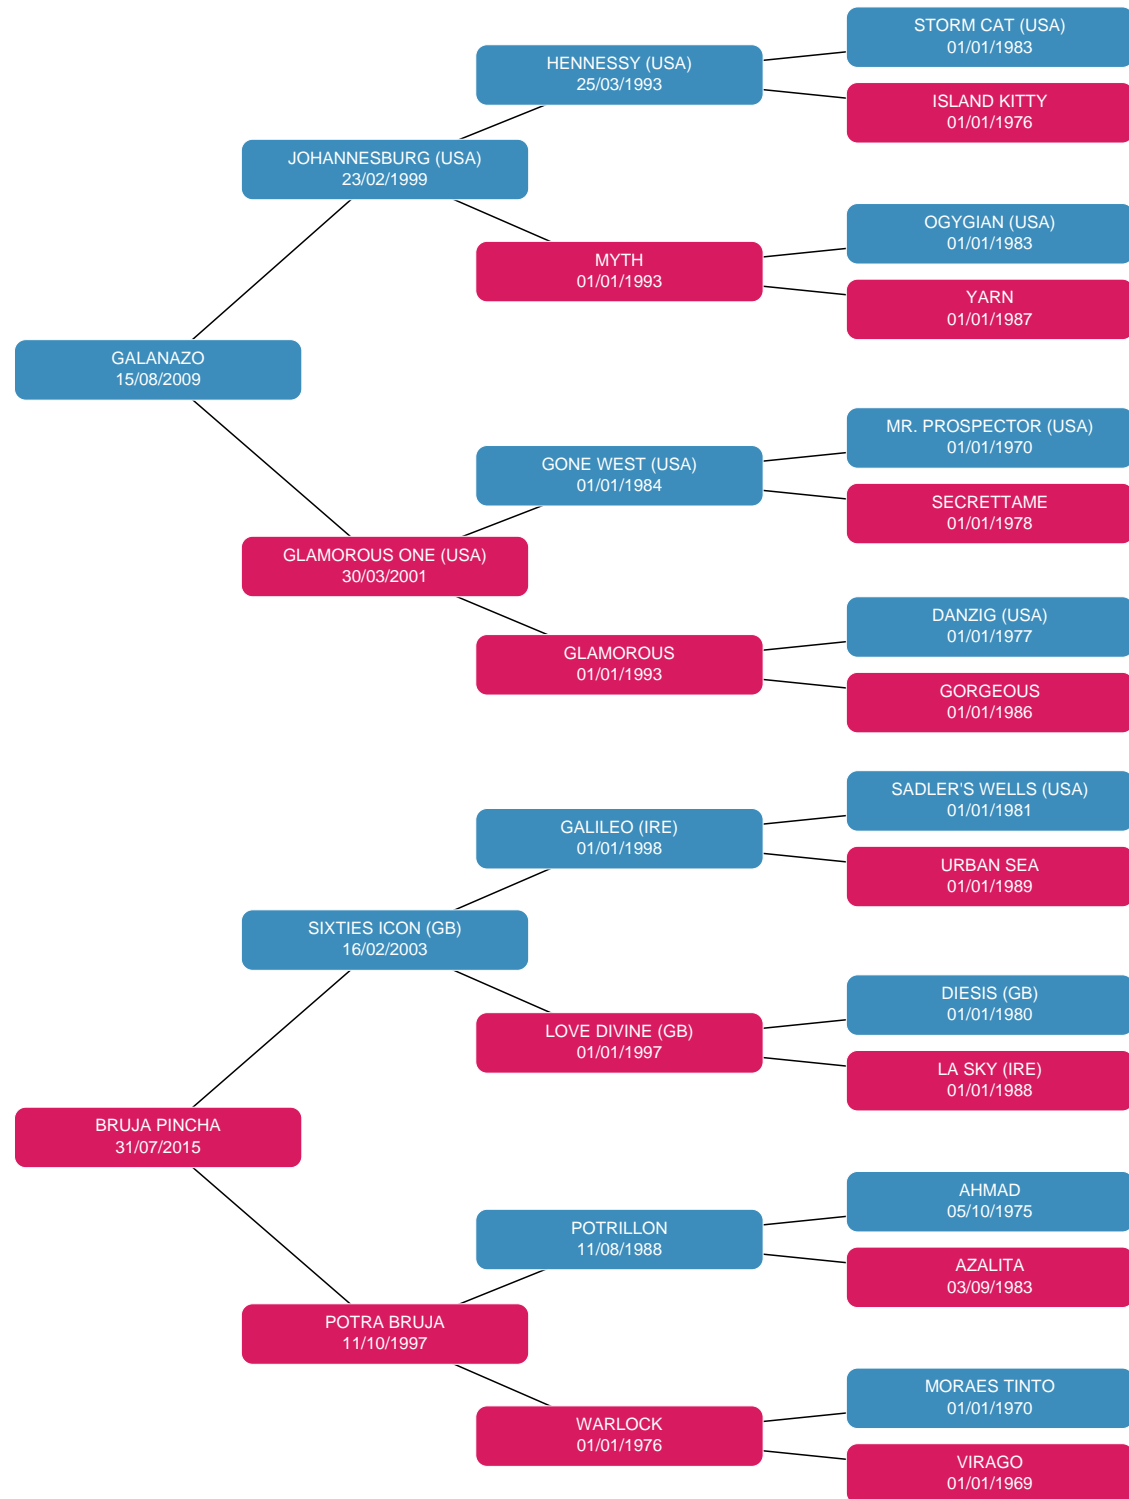 STORM CAT (USA)
01/01/1983
HENNESSY (USA)
25/03/1993
ISLAND KITTY
01/01/1976
JOHANNESBURG (USA)
23/02/1999
OGYGIAN (USA)
01/01/1983
MYTH
01/01/1993
YARN
01/01/1987
GALANAZO
15/08/2009
MR. PROSPECTOR (USA)
01/01/1970
GONE WEST (USA)
01/01/1984
SECRETTAME
01/01/1978
GLAMOROUS ONE (USA)
30/03/2001
DANZIG (USA)
01/01/1977
GLAMOROUS
01/01/1993
GORGEOUS
01/01/1986
SADLER'S WELLS (USA)
01/01/1981
GALILEO (IRE)
01/01/1998
URBAN SEA
01/01/1989
SIXTIES ICON (GB)
16/02/2003
DIESIS (GB)
01/01/1980
LOVE DIVINE (GB)
01/01/1997
LA SKY (IRE)
01/01/1988
BRUJA PINCHA
31/07/2015
AHMAD
05/10/1975
POTRILLON
11/08/1988
AZALITA
03/09/1983
POTRA BRUJA
11/10/1997
MORAES TINTO
01/01/1970
WARLOCK
01/01/1976
VIRAGO
01/01/1969